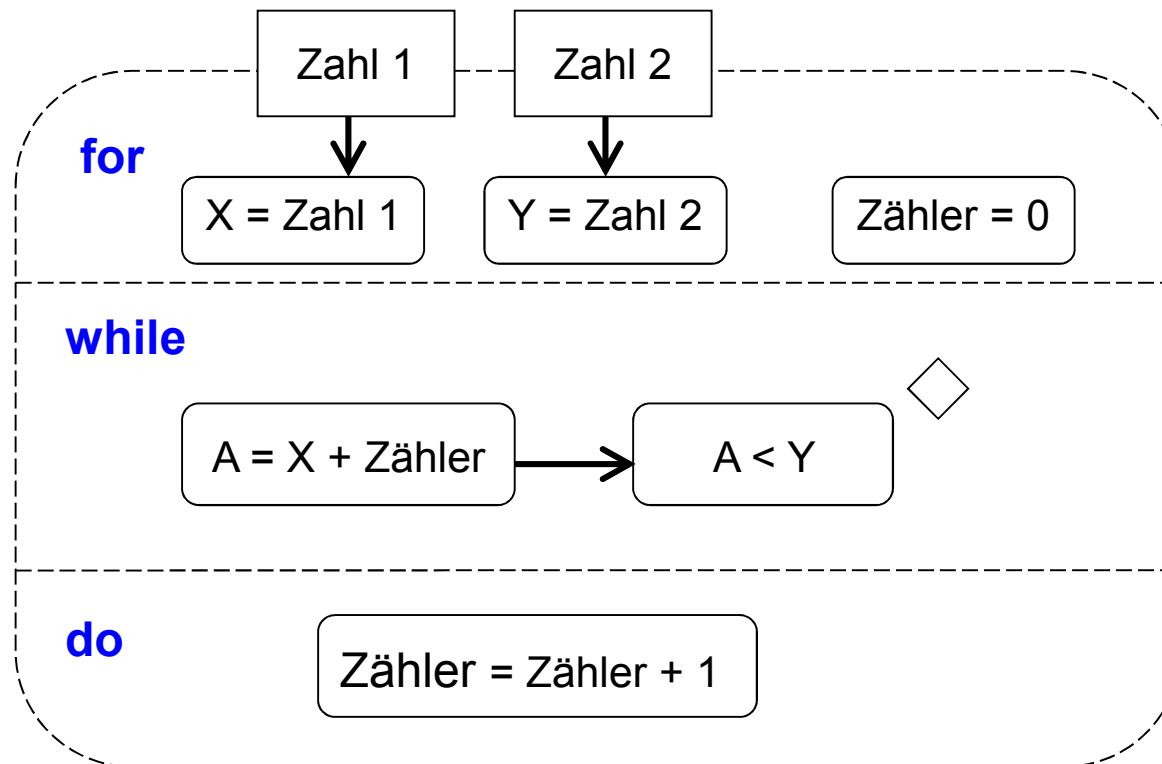 Zahl 1
Zahl 2
for
X = Zahl 1
Y = Zahl 2
Zähler = 0
while
A = X + Zähler
A < Y
do
Zähler = Zähler + 1